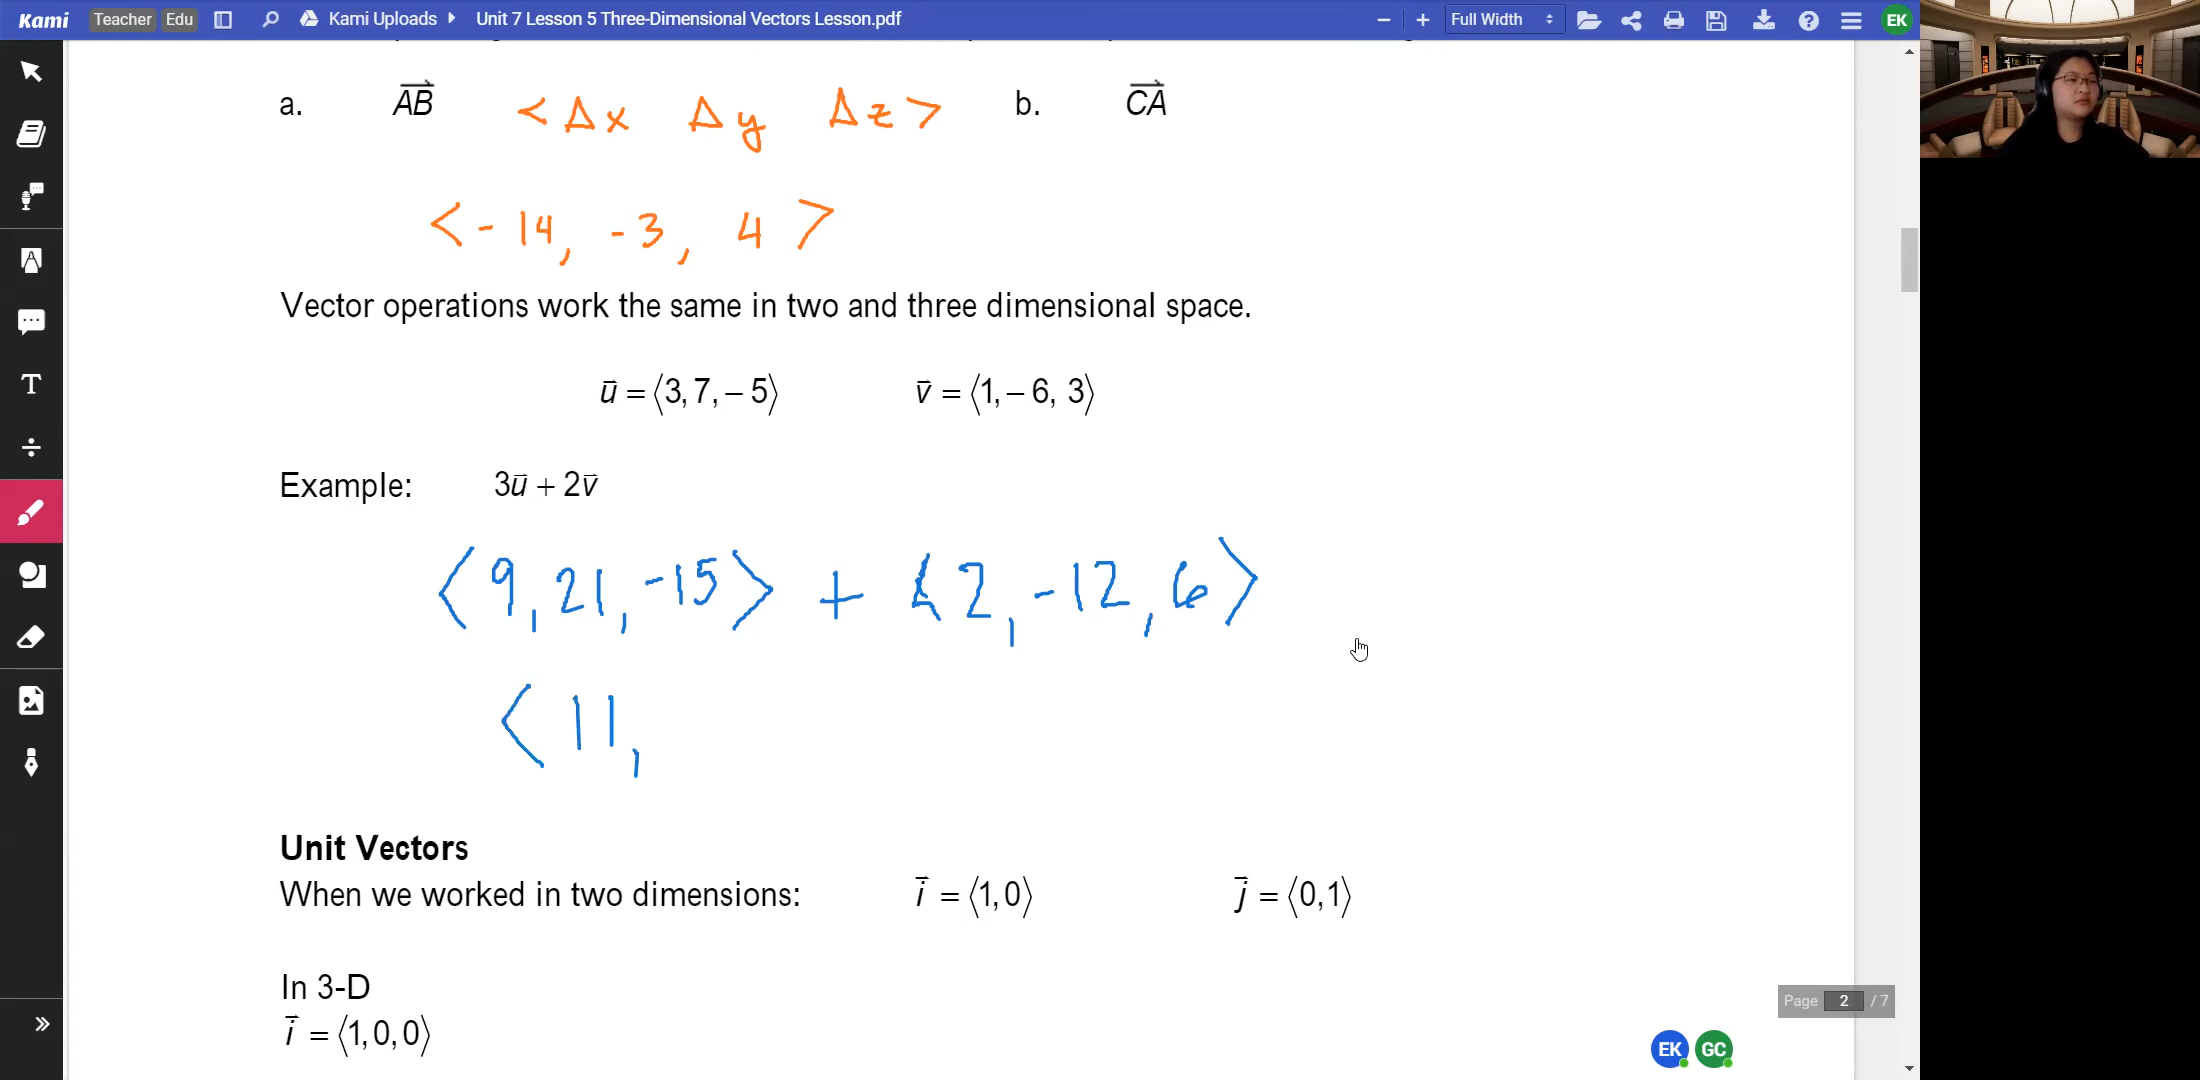 Kami Teacher Edu Kami Uploads Unit 7 Lesson 5 Three-Dimensional Vectors Lesson.pdf Full Width EK
a. AB⃗ < Δx Δy Δz > b. CA⃗
< -14, -3, 4 >
Vector operations work the same in two and three dimensional space.
u⃗ = ⟨3, 7, – 5⟩ v⃗ = ⟨1, – 6, 3⟩
Example: 3u⃗ + 2v⃗
⟨ 9, 21, -15 ⟩ + ⟨ 2, -12, 6 ⟩
⟨ 11,
Unit Vectors
When we worked in two dimensions: i⃗ = ⟨1, 0⟩ j⃗ = ⟨0, 1⟩
In 3-D
Page 2 / 7
i⃗ = ⟨1, 0, 0⟩
EK GC